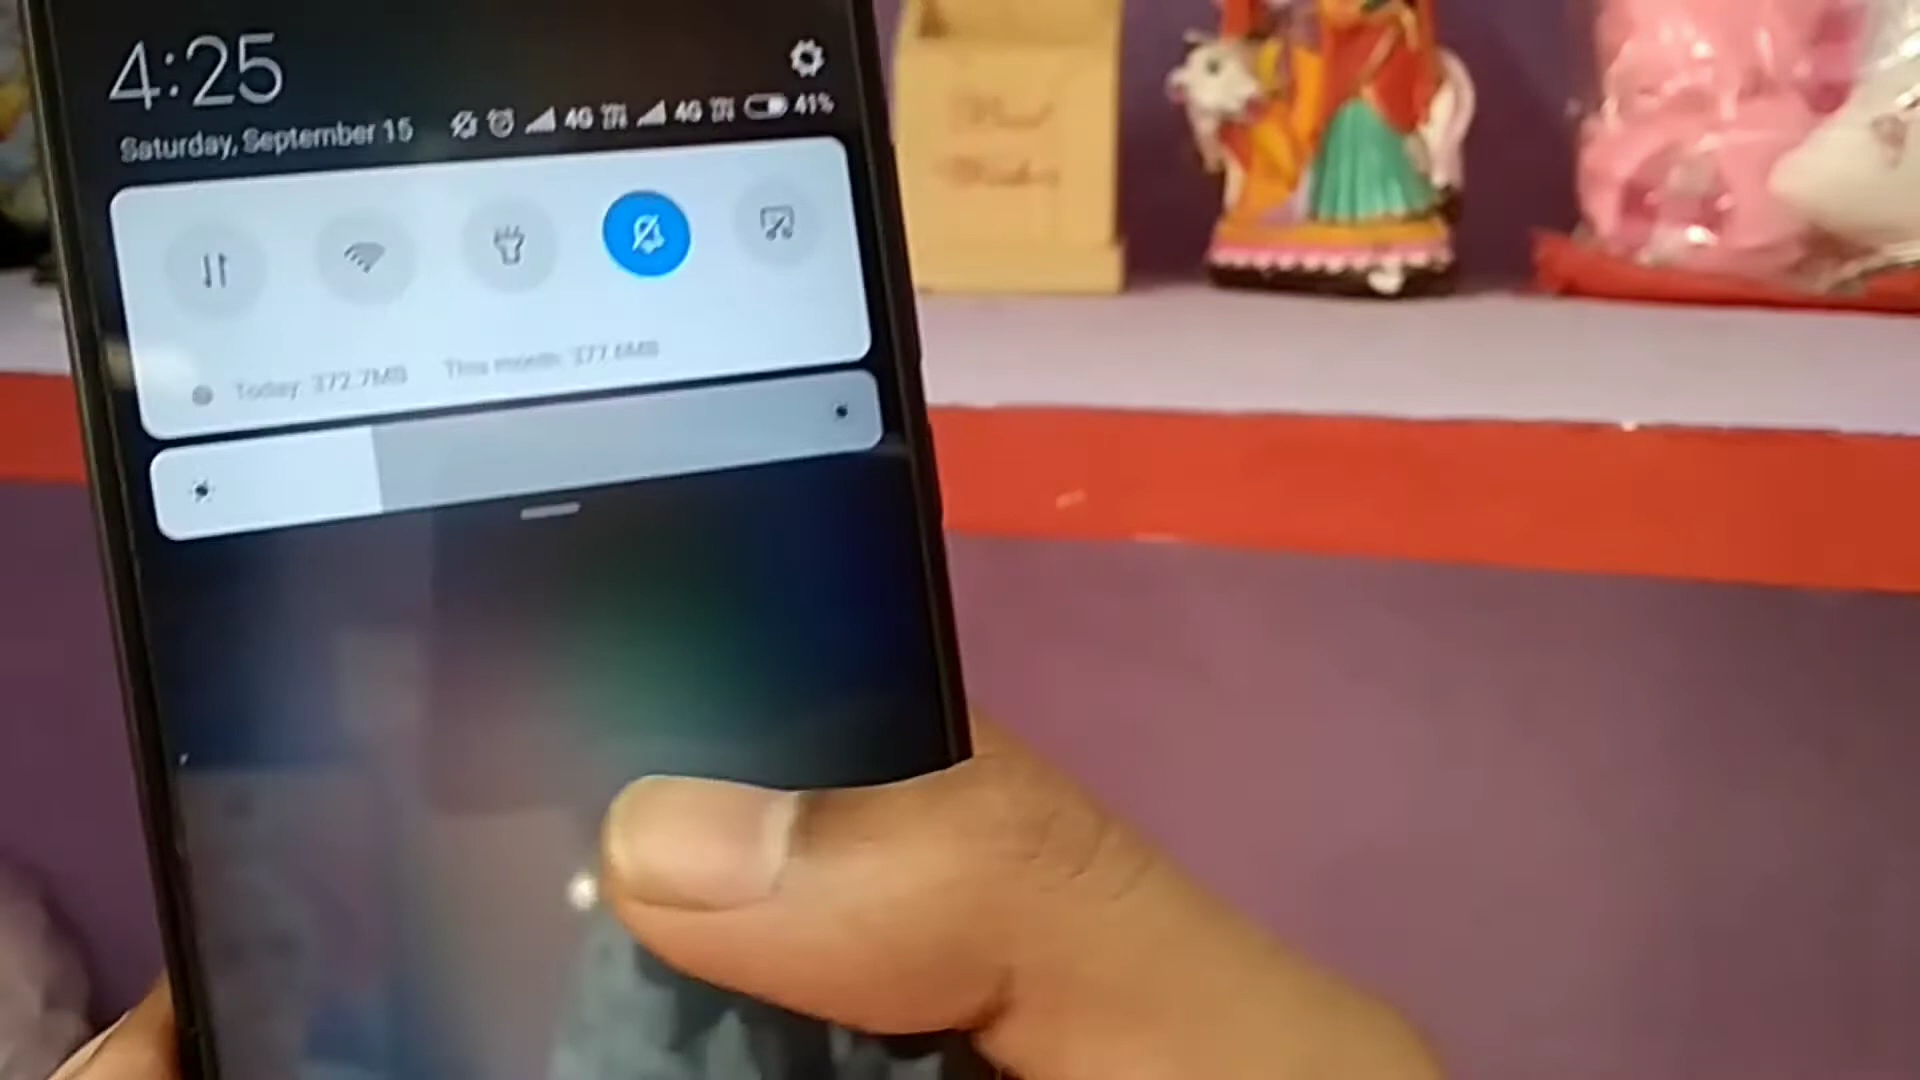 4:25
Saturday, September 15
4G 4G 41%
Today: 372.7MB This month: 377.6MB